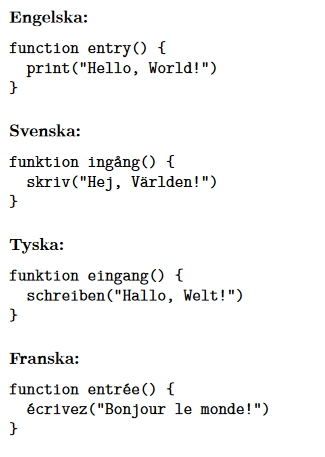 Engelska:
function entry() {
  print("Hello, World!")
}
Svenska:
funktion ingång() {
  skriv("Hej, Världen!")
}
Tyska:
funktion eingang() {
  schreiben("Hallo, Welt!")
}
Franska:
function entrée() {
  écrivez("Bonjour le monde!")
}